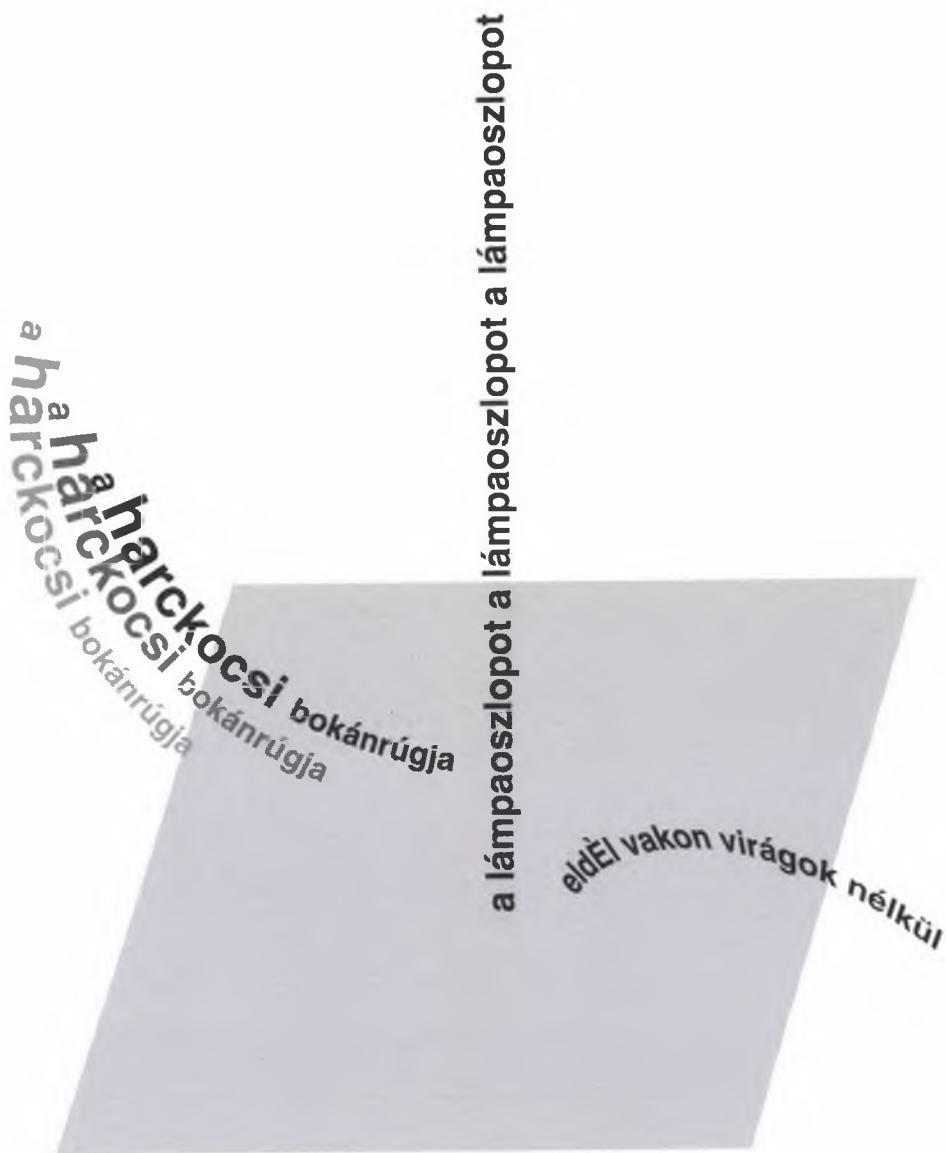 a harckocsi bokánrúgja
a harckocsi bokánrúgja
a harckocsi bokánrúgja
a lámpaoszlopot a lámpaoszlopot a lámpaoszlopot
eldÈl vakon virágok nélkül